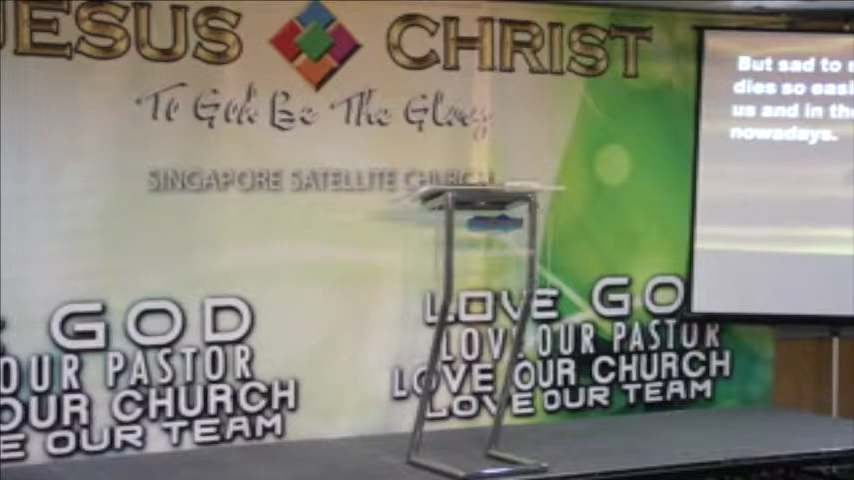 JESUS CHRIST
To God Be The Glory
SINGAPORE SATELLITE CHURCH
GOD
OUR PASTOR
OUR CHURCH
E OUR TEAM
LOVE GO
LOVE OUR PASTOR
LOVE OUR CHURCH
LOVE OUR TEAM
But sad to
dies so easi
us and in the
nowadays.